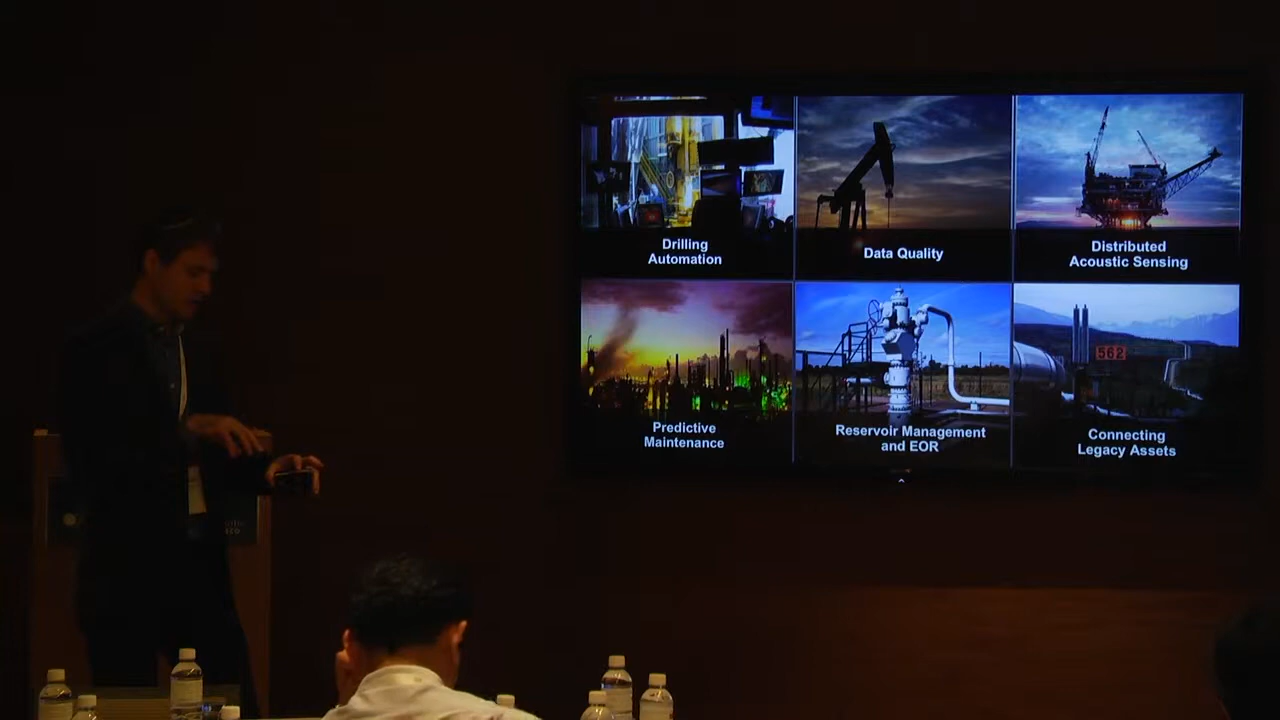 Drilling
Automation
Data Quality
Distributed
Acoustic Sensing
562
Predictive
Maintenance
Reservoir Management
and EOR
Connecting
Legacy Assets